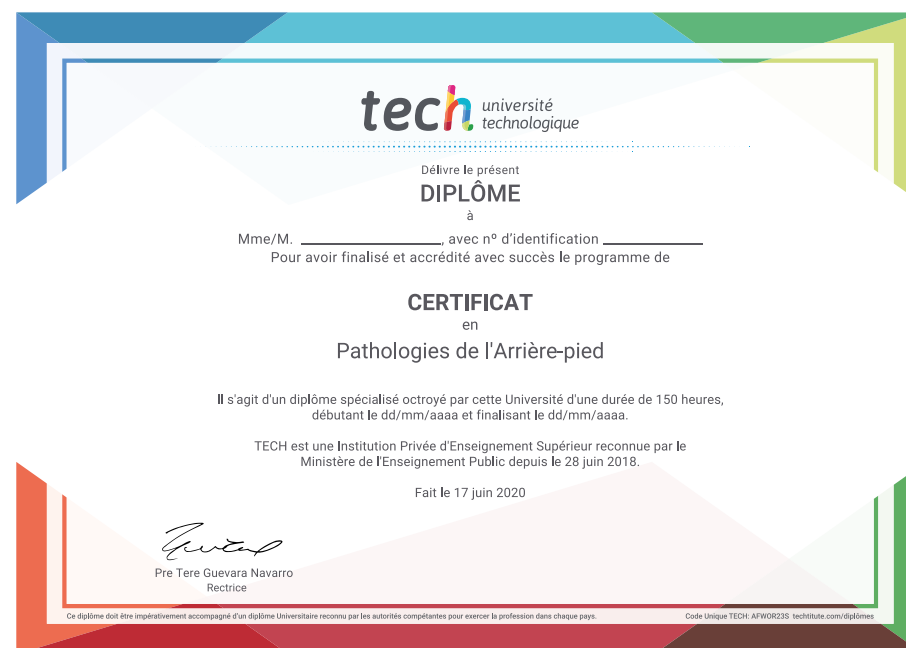 tech université
technologique
Délivre le présent
DIPLÔME
à
Mme/M. ____________________, avec nº d'identification ______________
Pour avoir finalisé et accrédité avec succès le programme de
CERTIFICAT
en
Pathologies de l'Arrière-pied
Il s'agit d'un diplôme spécialisé octroyé par cette Université d'une durée de 150 heures,
débutant le dd/mm/aaaa et finalisant le dd/mm/aaaa.
TECH est une Institution Privée d'Enseignement Supérieur reconnue par le
Ministère de l'Enseignement Public depuis le 28 juin 2018.
Fait le 17 juin 2020
Pre Tere Guevara Navarro
Rectrice
Ce diplôme doit être impérativement accompagné d'un diplôme Universitaire reconnu par les autorités compétantes pour exercer la profession dans chaque pays.
Code Unique TECH: AFWOR23S techtitute.com/diplômes